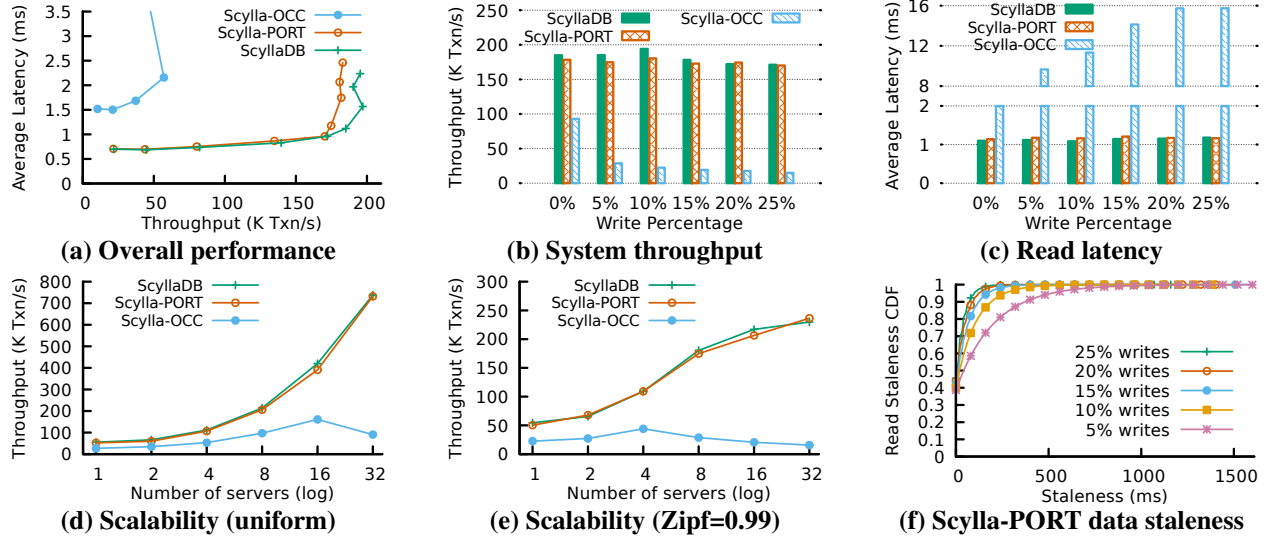 Average Latency (ms)
3.5
3
2.5
2
1.5
1
0.5
0
Scylla-OCC
Scylla-PORT
ScyllaDB
0 50 100 150 200
Throughput (K Txn/s)
(a) Overall performance
Throughput (K Txn/s)
250
200
150
100
50
0
ScyllaDB
Scylla-PORT
Scylla-OCC
0% 5% 10% 15% 20% 25%
Write Percentage
(b) System throughput
Average Latency (ms)
16
12
8
2
1
0
ScyllaDB
Scylla-PORT
Scylla-OCC
0% 5% 10% 15% 20% 25%
Write Percentage
(c) Read latency
Throughput (K Txn/s)
800
700
600
500
400
300
200
100
0
ScyllaDB
Scylla-PORT
Scylla-OCC
1 2 4 8 16 32
Number of servers (log)
(d) Scalability (uniform)
Throughput (K Txn/s)
300
250
200
150
100
50
0
ScyllaDB
Scylla-PORT
Scylla-OCC
1 2 4 8 16 32
Number of servers (log)
(e) Scalability (Zipf=0.99)
Read Staleness CDF
1
0.9
0.8
0.7
0.6
0.5
0.4
0.3
0.2
0.1
0
25% writes
20% writes
15% writes
10% writes
5% writes
0 500 1000 1500
Staleness (ms)
(f) Scylla-PORT data staleness